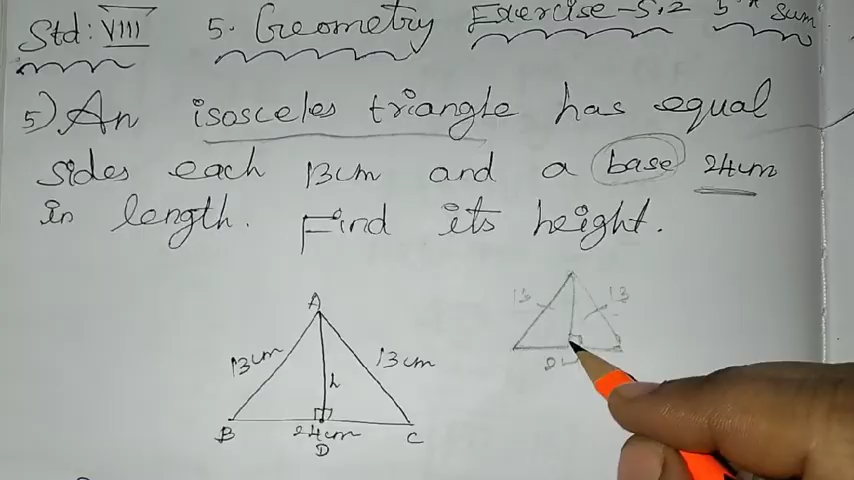 Std: VIII 5. Geometry Exercise-5.2 5th sum
5) An isosceles triangle has equal
sides each 13cm and a base 24cm
in length. Find its height.
A
13cm 13cm
h
B 24cm C
D
13 13